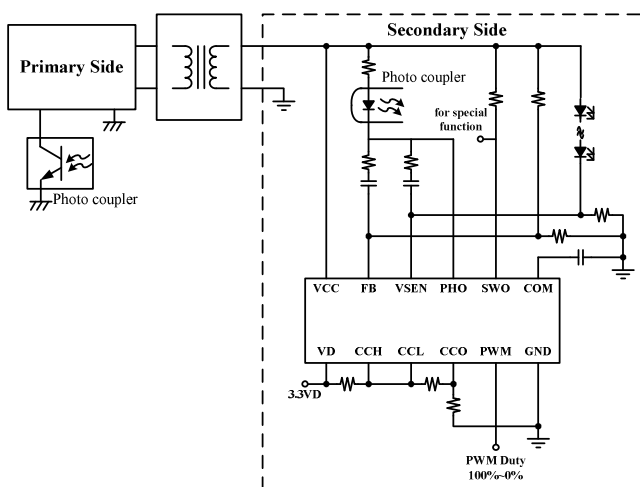 Secondary Side
Primary Side
Photo coupler
for special
function
Photo coupler
VCC FB VSEN PHO SWO COM
VD CCH CCL CCO PWM GND
3.3VD
PWM Duty
100%~0%